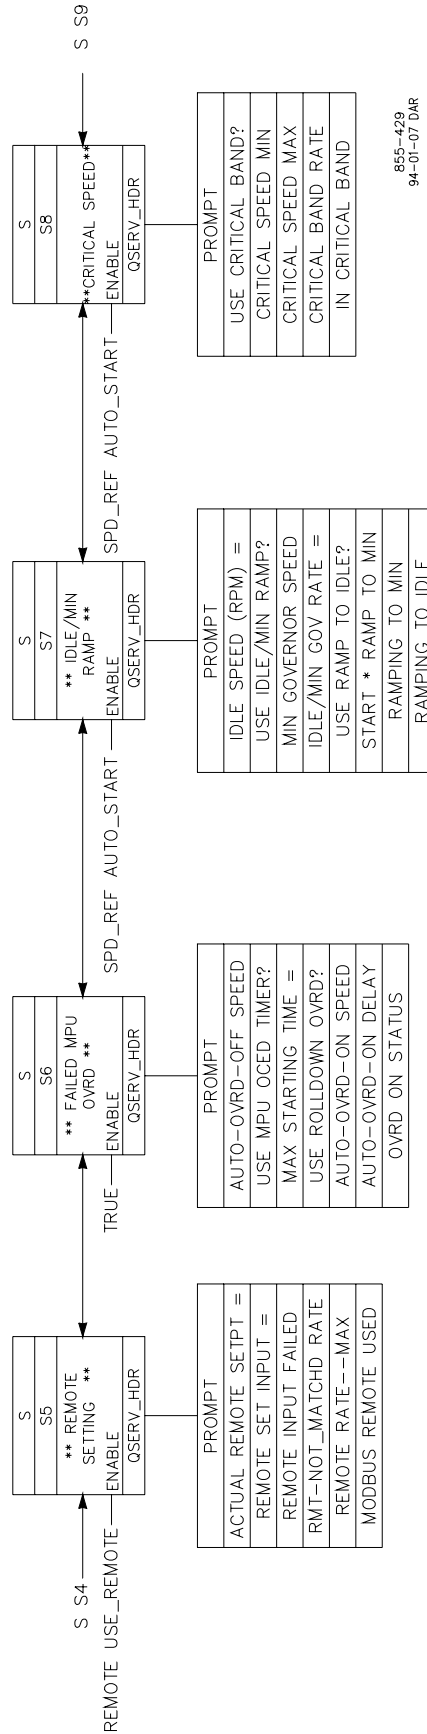 S S4
REMOTE USE_REMOTE
S
S5
** REMOTE
SETTING **
ENABLE
QSERV_HDR
PROMPT
ACTUAL REMOTE SETPT =
REMOTE SET INPUT =
REMOTE INPUT FAILED
RMT-NOT_MATCHD RATE
REMOTE RATE--MAX
MODBUS REMOTE USED
TRUE
S
S6
** FAILED MPU
OVRD **
ENABLE
QSERV_HDR
PROMPT
AUTO-OVRD-OFF SPEED
USE MPU OCED TIMER?
MAX STARTING TIME =
USE ROLLDOWN OVRD?
AUTO-OVRD-ON SPEED
AUTO-OVRD-ON DELAY
OVRD ON STATUS
SPD_REF AUTO_START
S
S7
** IDLE/MIN
RAMP **
ENABLE
QSERV_HDR
PROMPT
IDLE SPEED (RPM) =
USE IDLE/MIN RAMP?
MIN GOVERNOR SPEED
IDLE/MIN GOV RATE =
USE RAMP TO IDLE?
START * RAMP TO MIN
RAMPING TO MIN
RAMPING TO IDLE
SPD_REF AUTO_START
S
S8
**CRITICAL SPEED**
ENABLE
QSERV_HDR
PROMPT
USE CRITICAL BAND?
CRITICAL SPEED MIN
CRITICAL SPEED MAX
CRITICAL BAND RATE
IN CRITICAL BAND
S S9
855-429
94-01-07 DAR